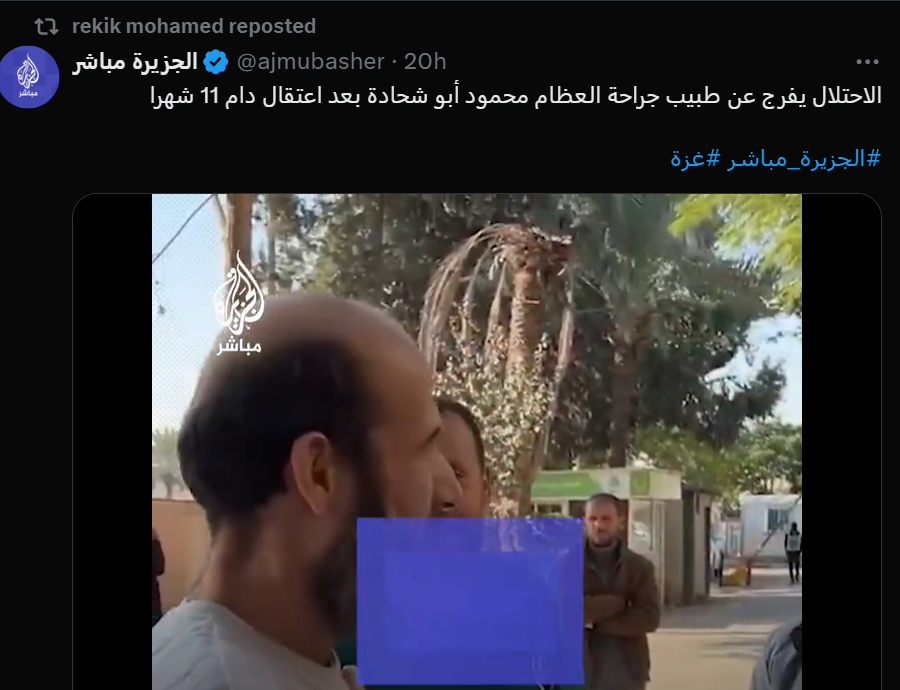 rekik mohamed reposted
الجزيرة مباشر @ajmubasher · 20h
الاحتلال يفرج عن طبيب جراحة العظام محمود أبو شحادة بعد اعتقال دام 11 شهرا
#الجزيرة_مباشر #غزة
الجزيرة
مباشر